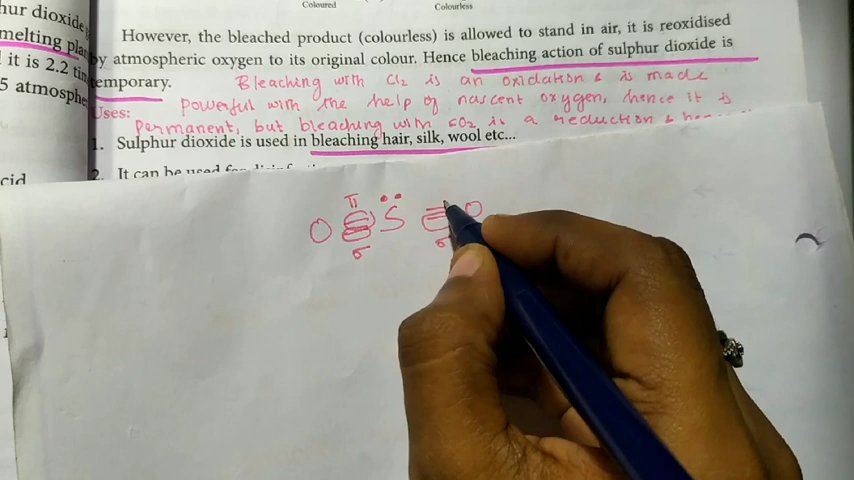 Coloured Colourless
hur dioxide
melting
it is 2.2
5 atmosphe
cid
However, the bleached product (colourless) is allowed to stand in air, it is reoxidised
by atmospheric oxygen to its original colour. Hence bleaching action of sulphur dioxide is
temporary. Bleaching with Cl2 is an oxidation & is made
powerful with the help of nascent oxygen, hence it is
Uses: permanent, but bleaching with SO2 is a reduction &
1. Sulphur dioxide is used in bleaching hair, silk, wool etc...
2. It can be used for
π
O S O
σ σ